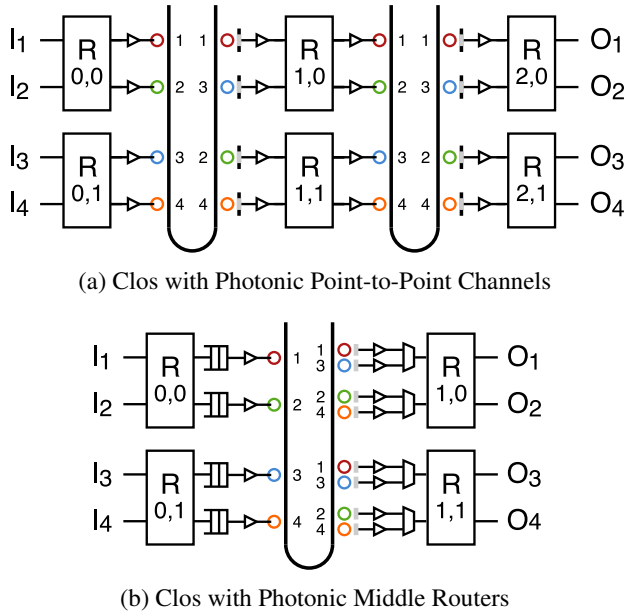 I1 R 0,0 1 1 R 1,0 1 1 R 2,0 O1
I2 2 3 2 3 O2
I3 R 0,1 3 2 R 1,1 3 2 R 2,1 O3
I4 4 4 4 4 O4
(a) Clos with Photonic Point-to-Point Channels
I1 R 0,0 1 1 3 R 1,0 O1
I2 2 2 4 O2
I3 R 0,1 3 1 3 R 1,1 O3
I4 4 2 4 O4
(b) Clos with Photonic Middle Routers